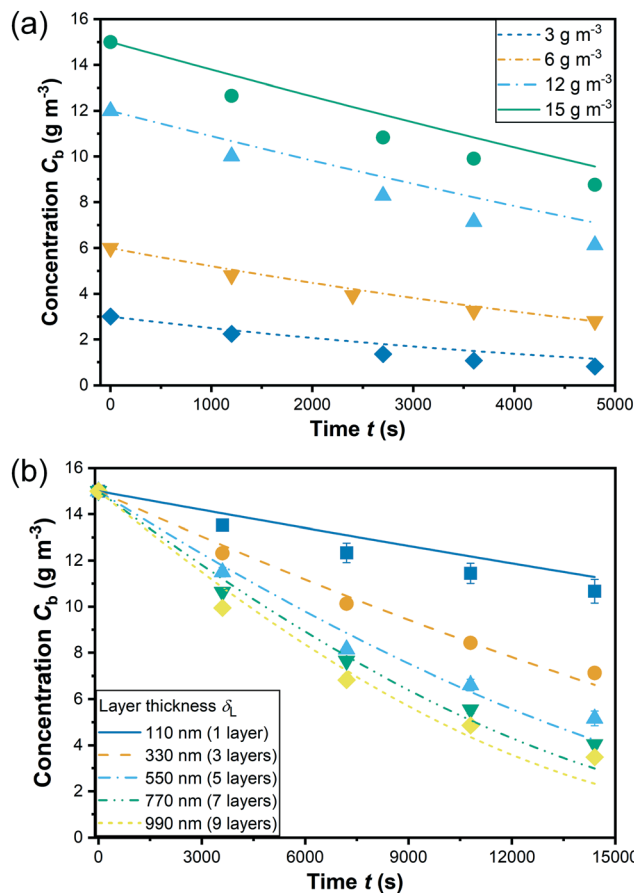 (a)
Concentration C_b (g m⁻³)
16
14
12
10
8
6
4
2
0
3 g m⁻³
6 g m⁻³
12 g m⁻³
15 g m⁻³
0 1000 2000 3000 4000 5000
Time t (s)
(b)
Concentration C_b (g m⁻³)
16
14
12
10
8
6
4
2
0
Layer thickness δ_L
110 nm (1 layer)
330 nm (3 layers)
550 nm (5 layers)
770 nm (7 layers)
990 nm (9 layers)
0 3000 6000 9000 12000 15000
Time t (s)